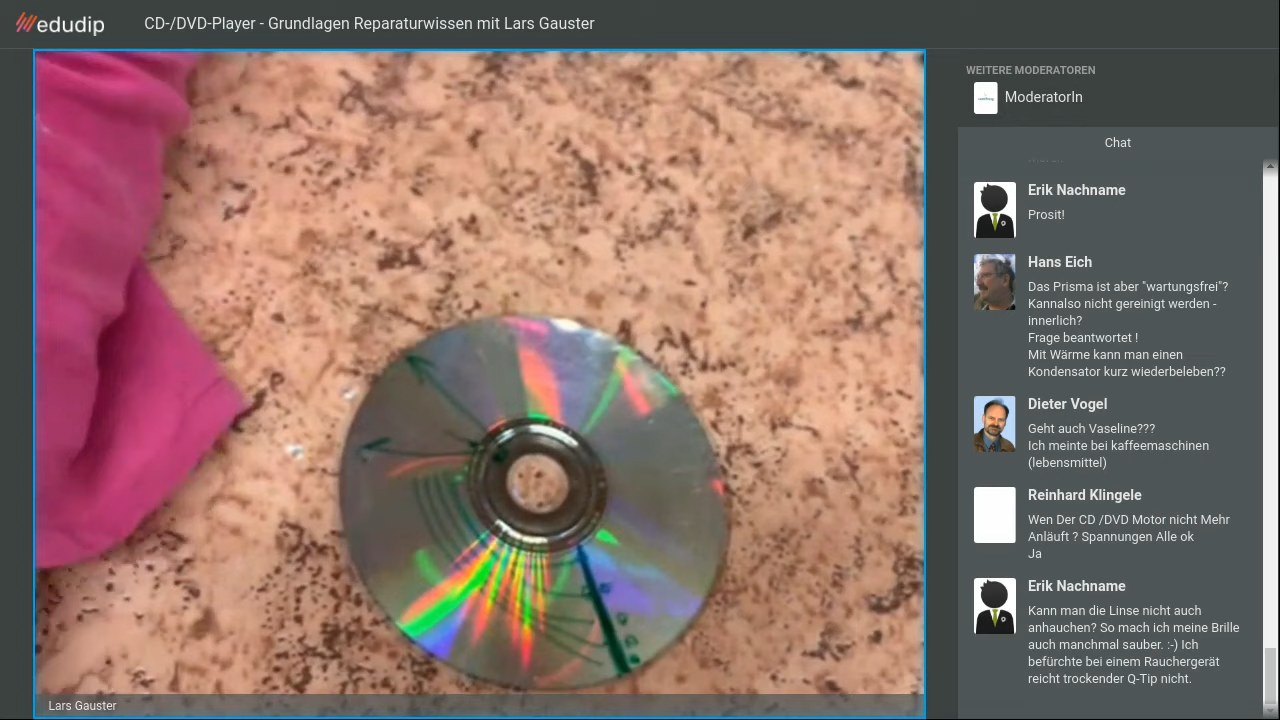 edudip
CD-/DVD-Player - Grundlagen Reparaturwissen mit Lars Gauster
WEITERE MODERATOREN
ModeratorIn
Chat
Erik Nachname
Prosit!
Hans Eich
Das Prisma ist aber "wartungsfrei"?
Kannalso nicht gereinigt werden -
innerlich?
Frage beantwortet !
Mit Wärme kann man einen
Kondensator kurz wiederbeleben??
Dieter Vogel
Geht auch Vaseline???
Ich meinte bei kaffeemaschinen
(lebensmittel)
Reinhard Klingele
Wen Der CD /DVD Motor nicht Mehr
Anläuft ? Spannungen Alle ok
Ja
Erik Nachname
Kann man die Linse nicht auch
anhauchen? So mach ich meine Brille
auch manchmal sauber. :-) Ich
befürchte bei einem Rauchergerät
reicht trockender Q-Tip nicht.
Lars Gauster